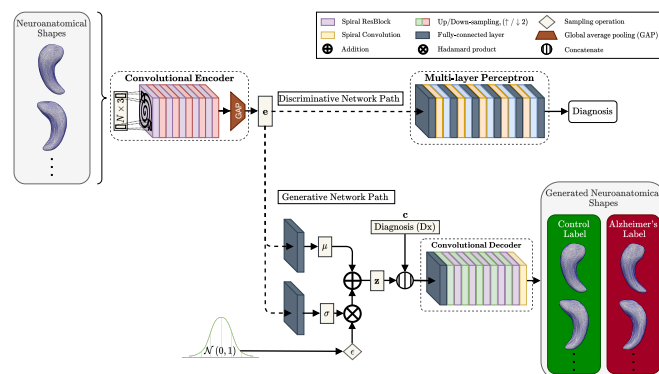 Neuroanatomical
Shapes
Spiral ResBlock
Spiral Convolution
Addition
Up/Down-sampling, (↑ / ↓ 2)
Fully-connected layer
Hadamard product
Sampling operation
Global average pooling (GAP)
Concatenate
Convolutional Encoder
N × 3
GAP
e
Discriminative Network Path
Multi-layer Perceptron
Diagnosis
Generative Network Path
μ
σ
z
c
Diagnosis (Dx)
Convolutional Decoder
N (0, 1)
ϵ
Generated Neuroanatomical
Shapes
Control
Label
Alzheimer's
Label